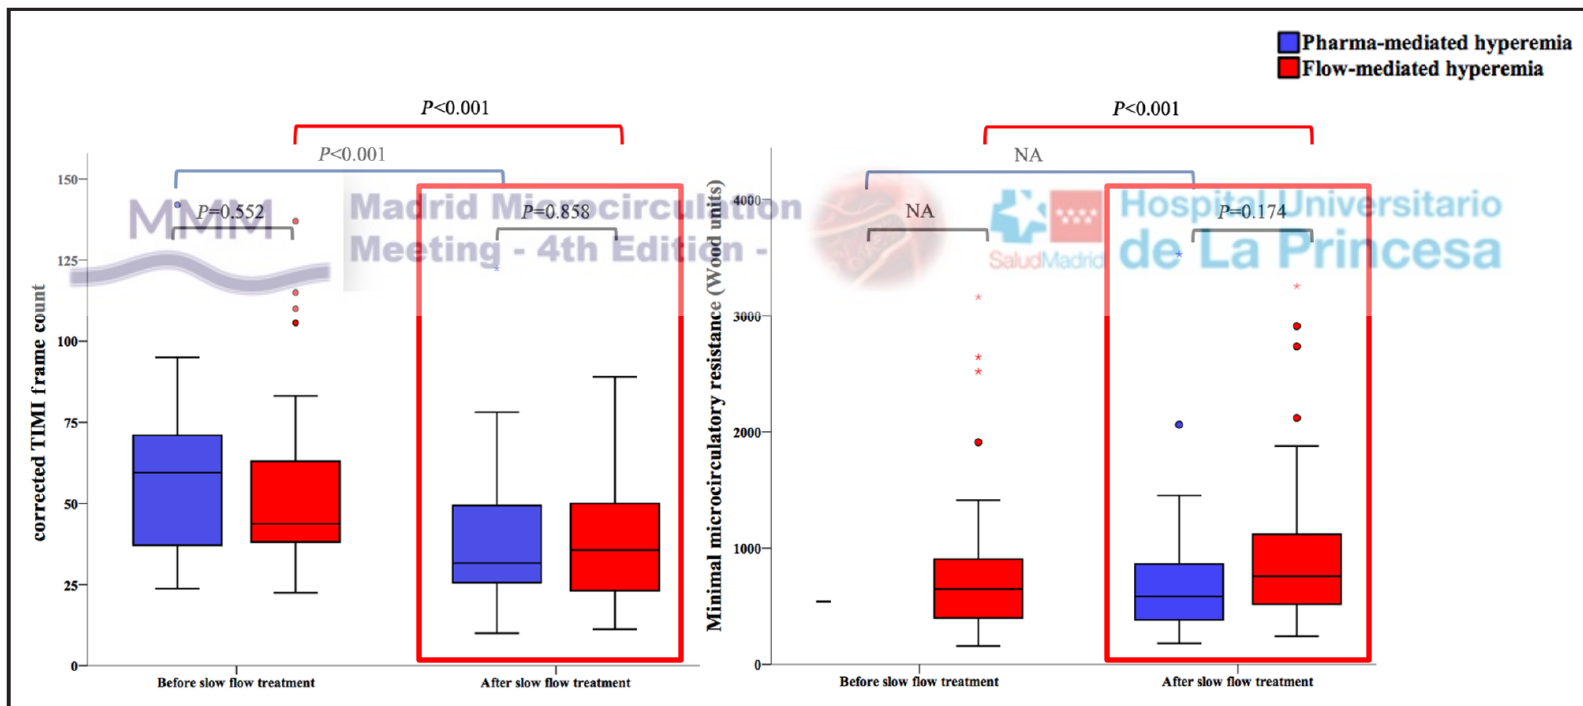 Pharma-mediated hyperemia
Flow-mediated hyperemia
P<0.001
P<0.001
P=0.552
P=0.858
MMM
Madrid Microcirculation
Meeting - 4th Edition -
corrected TIMI frame count
150
125
100
75
50
25
0
Before slow flow treatment
After slow flow treatment
P<0.001
NA
NA
P=0.174
SaludMadrid
Hospital Universitario
de La Princesa
Minimal microcirculatory resistance (Wood units)
4000
3000
2000
1000
0
Before slow flow treatment
After slow flow treatment